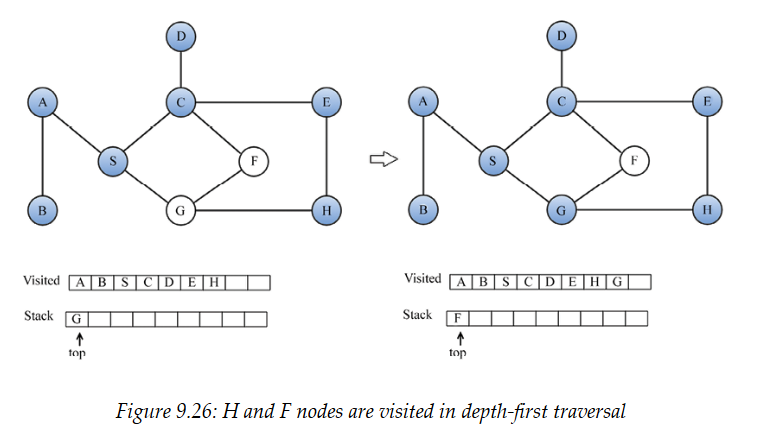 D D
A C E A C E
S F S F
B G H B G H
Visited A B S C D E H
Visited A B S C D E H G
Stack G
Stack F
top
top
Figure 9.26: H and F nodes are visited in depth-first traversal